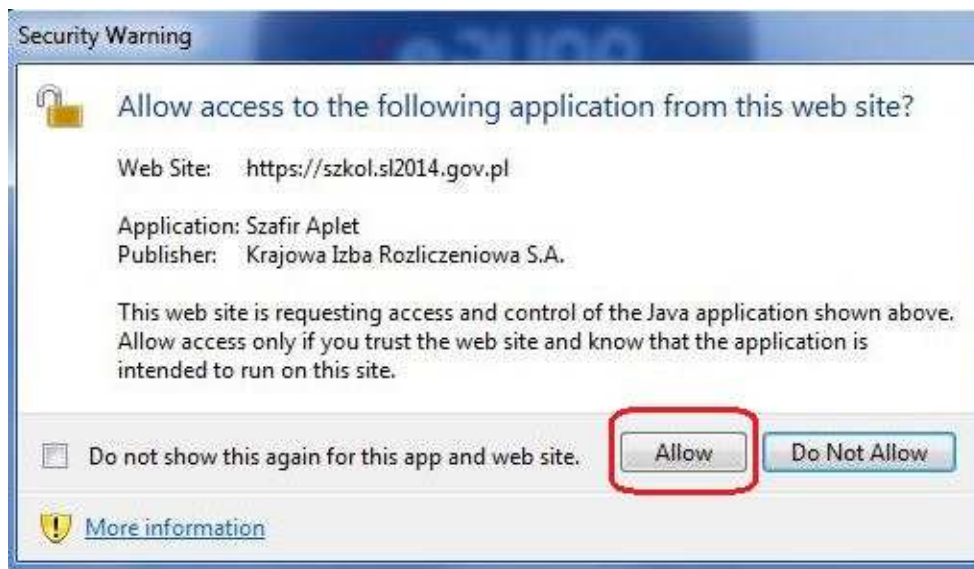 Security Warning
Allow access to the following application from this web site?
Web Site: https://szkol.sl2014.gov.pl
Application: Szafir Aplet
Publisher: Krajowa Izba Rozliczeniowa S.A.
This web site is requesting access and control of the Java application shown above.
Allow access only if you trust the web site and know that the application is
intended to run on this site.
Do not show this again for this app and web site.
Allow
Do Not Allow
More information